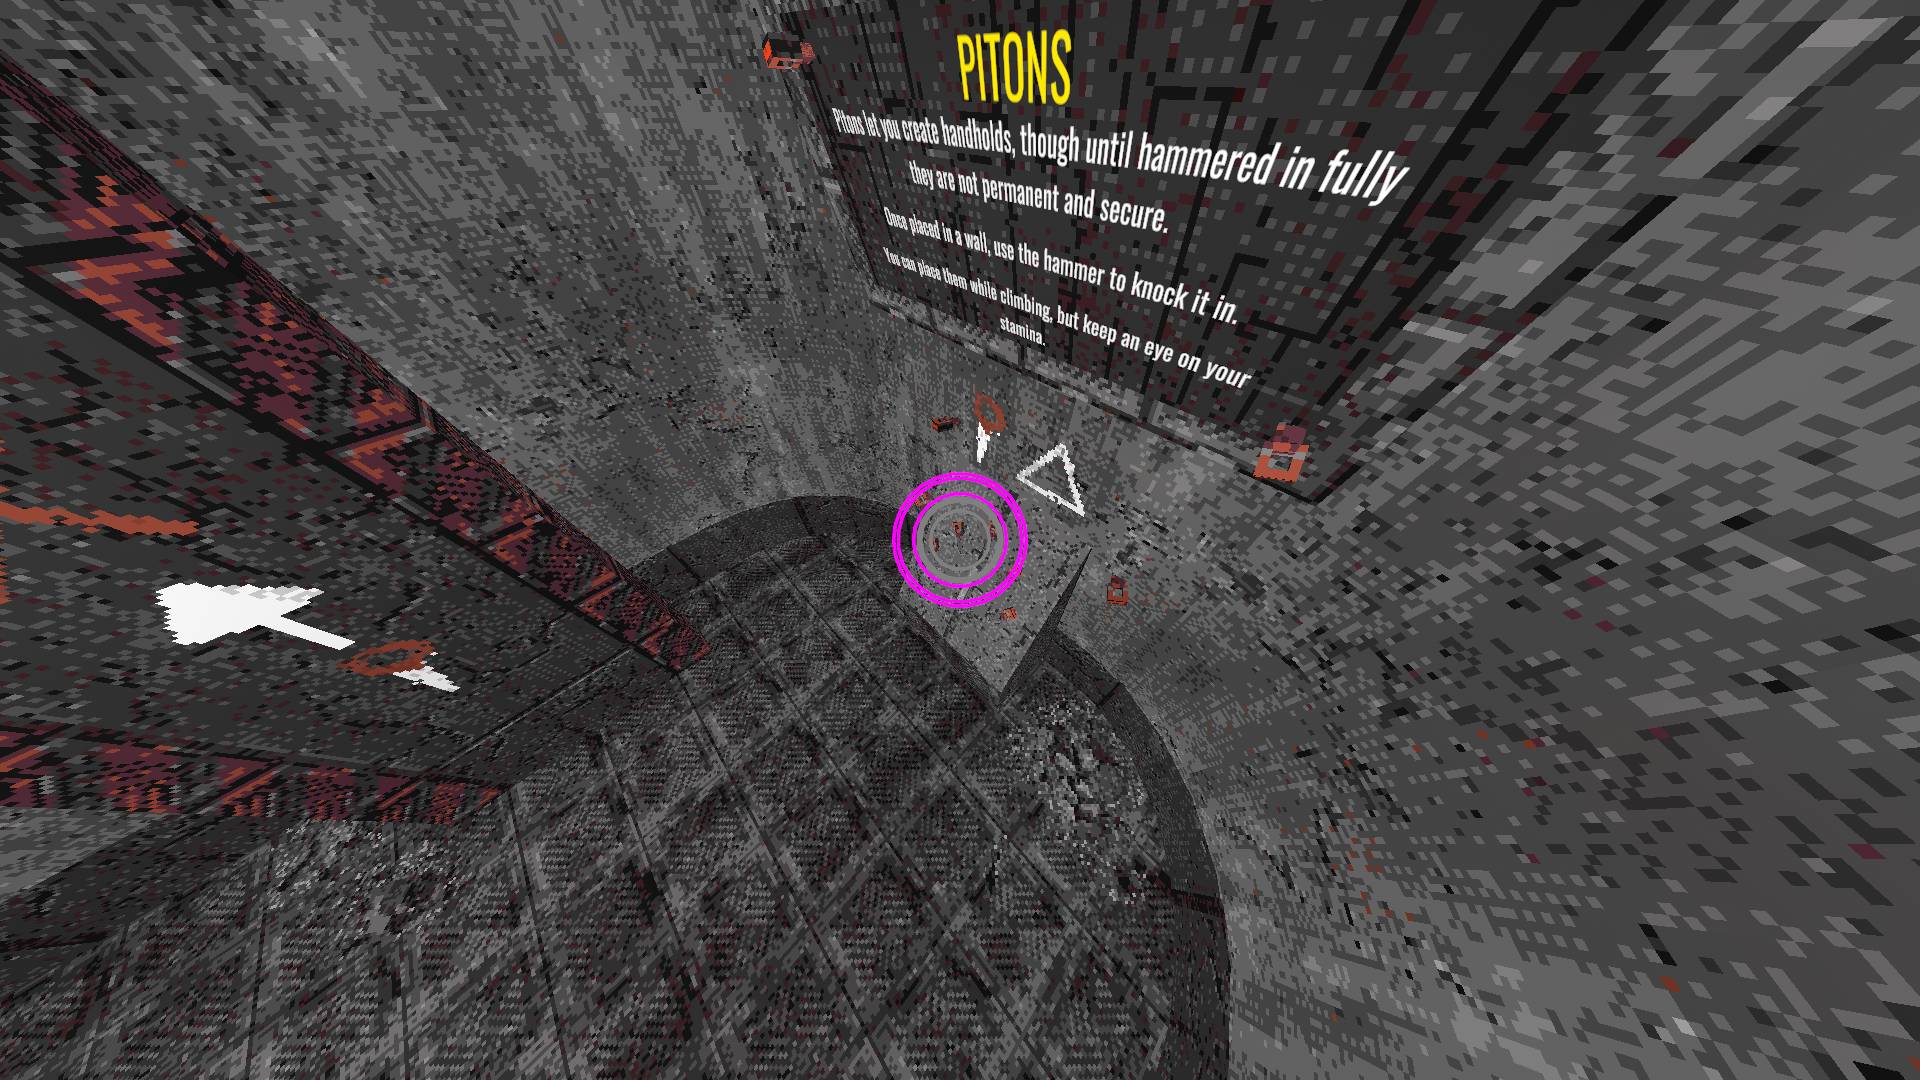 PITONS
Pitons let you create handholds, though until hammered in fully
they are not permanent and secure.
Once placed in a wall, use the hammer to knock it in.
You can place them while climbing, but keep an eye on your
stamina.